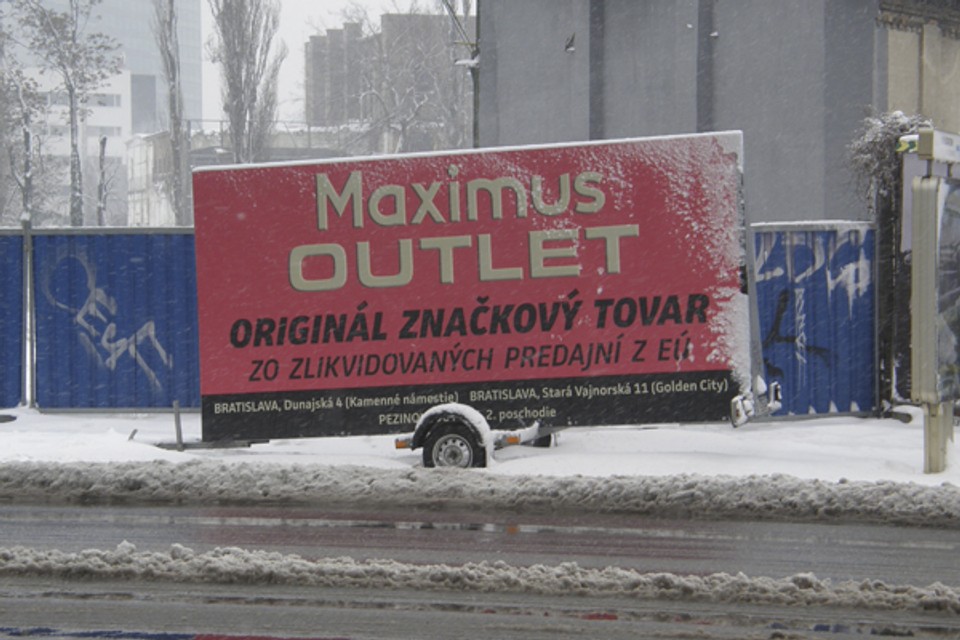 Maximus
OUTLET
ORiGINÁL ZNAČKOVÝ TOVAR
ZO ZLIKVIDOVANÝCH PREDAJNÍ Z EÚ
BRATISLAVA, Dunajská 4 (Kamenné námestie) BRATISLAVA, Stará Vajnorská 11 (Golden City)
2. poschodie